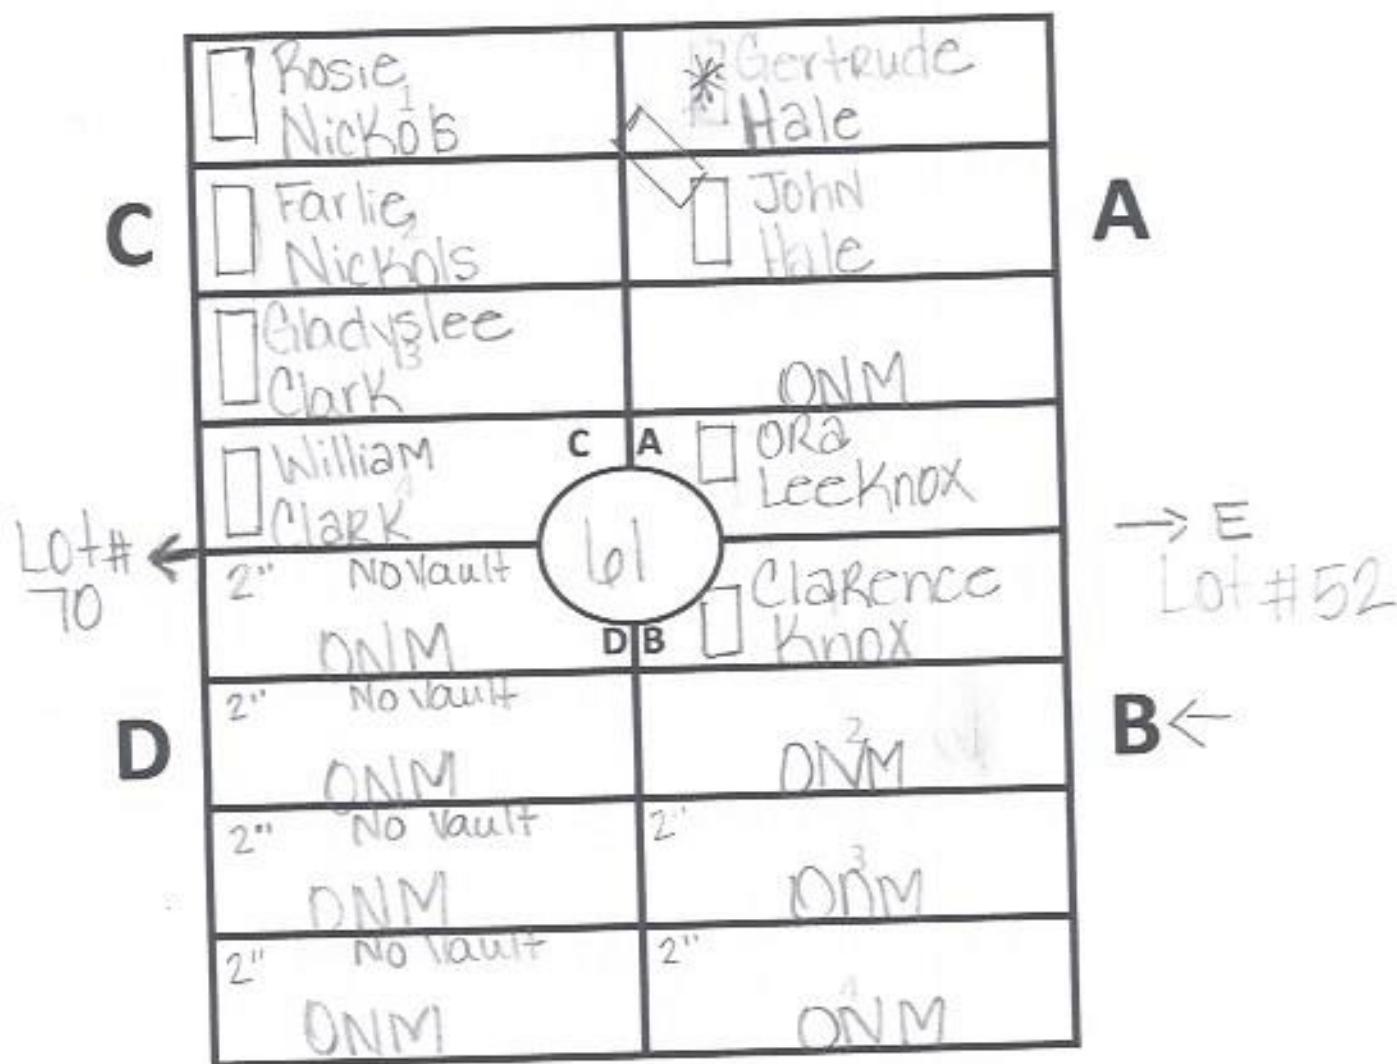 Rosie
1
Nickols
Gertrude
Hale
C
Farlie
2
Nickols
John
Hale
A
Gladyslee
3
Clark
ONM
William
Clark
C A
Ora
Lee Knox
Lot #
70
61
→ E
Lot #52
2" No Vault
ONM
Clarence
Knox
D B
D
2" No Vault
ONM
2
ONM
B ←
2" No Vault
ONM
2"
3
ONM
2" No Vault
ONM
2"
4
ONM